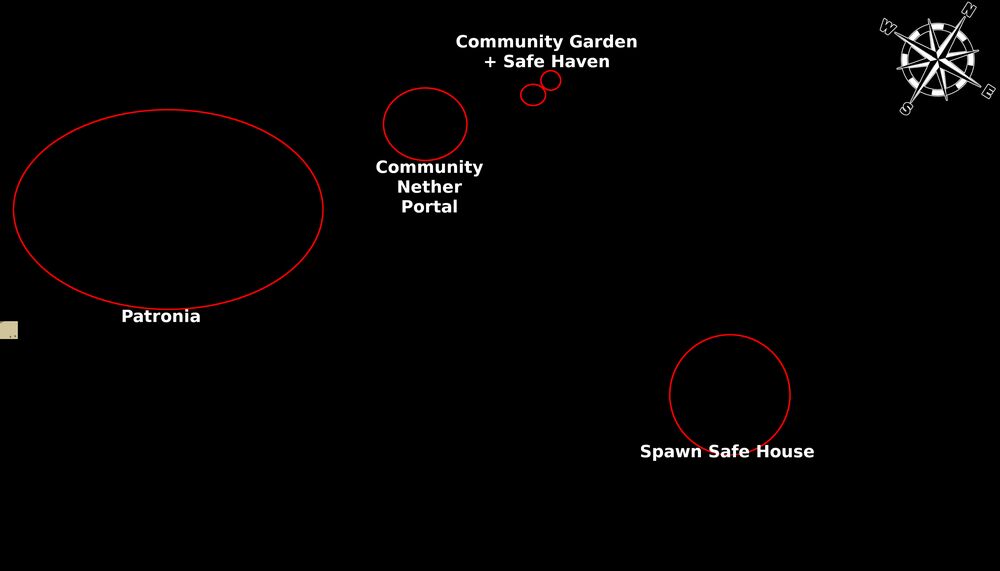 N
W
Community Garden
+ Safe Haven
E
S
Community
Nether
Portal
Patronia
Spawn Safe House